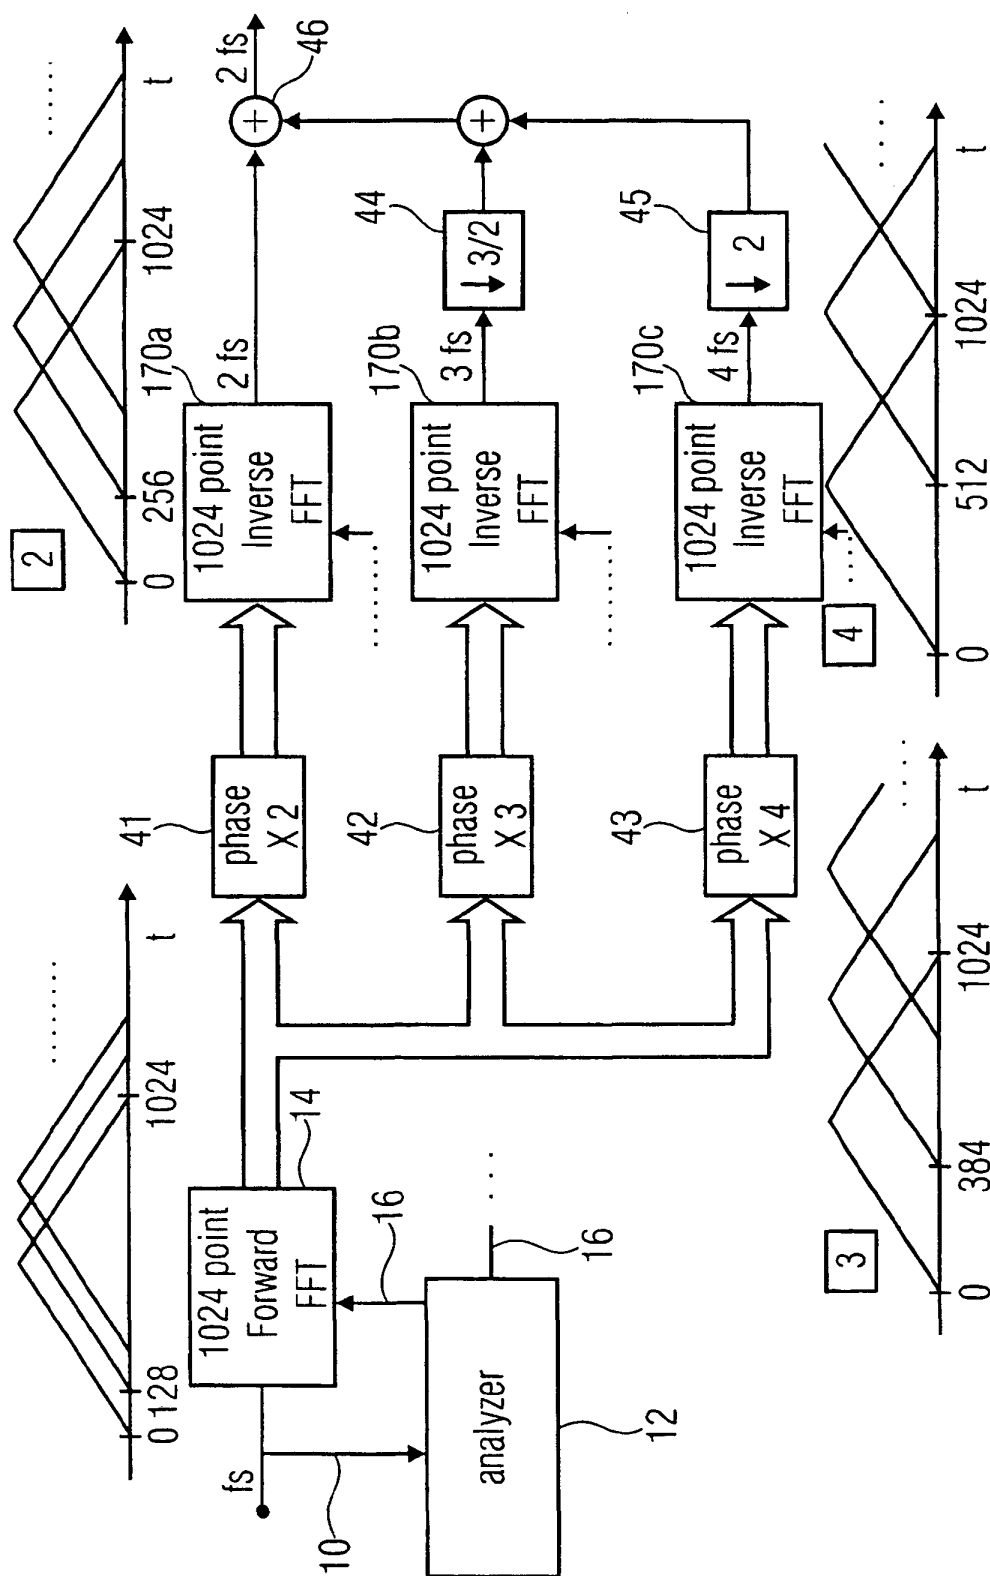 0 128
1024
t
. . . . . .
2
0
256
1024
t
. . . . . .
fs
10
analyzer
12
16
16
. . .
1024 point
Forward
FFT
14
phase
X 2
41
phase
X 3
42
phase
X 4
43
1024 point
Inverse
FFT
170a
. . . . . .
1024 point
Inverse
FFT
170b
. . . . . .
1024 point
Inverse
FFT
170c
. . . .
2 fs
3 fs
4 fs
↓ 3/2
44
↓ 2
45
+
+
46
2 fs
3
0
384
1024
t
. . . .
4
0
512
1024
t
. . . .